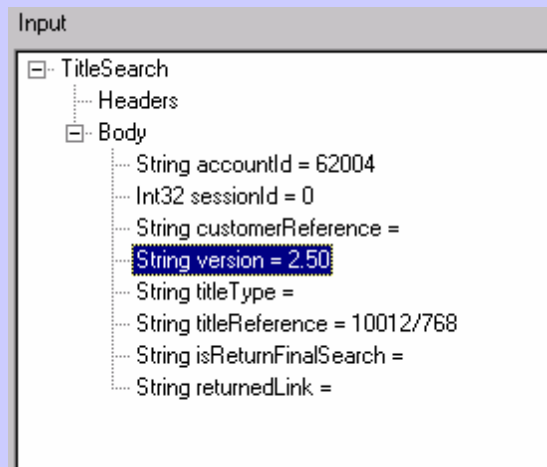 Input
TitleSearch
Headers
Body
String accountId = 62004
Int32 sessionId = 0
String customerReference =
String version = 2.50
String titleType =
String titleReference = 10012/768
String isReturnFinalSearch =
String returnedLink =